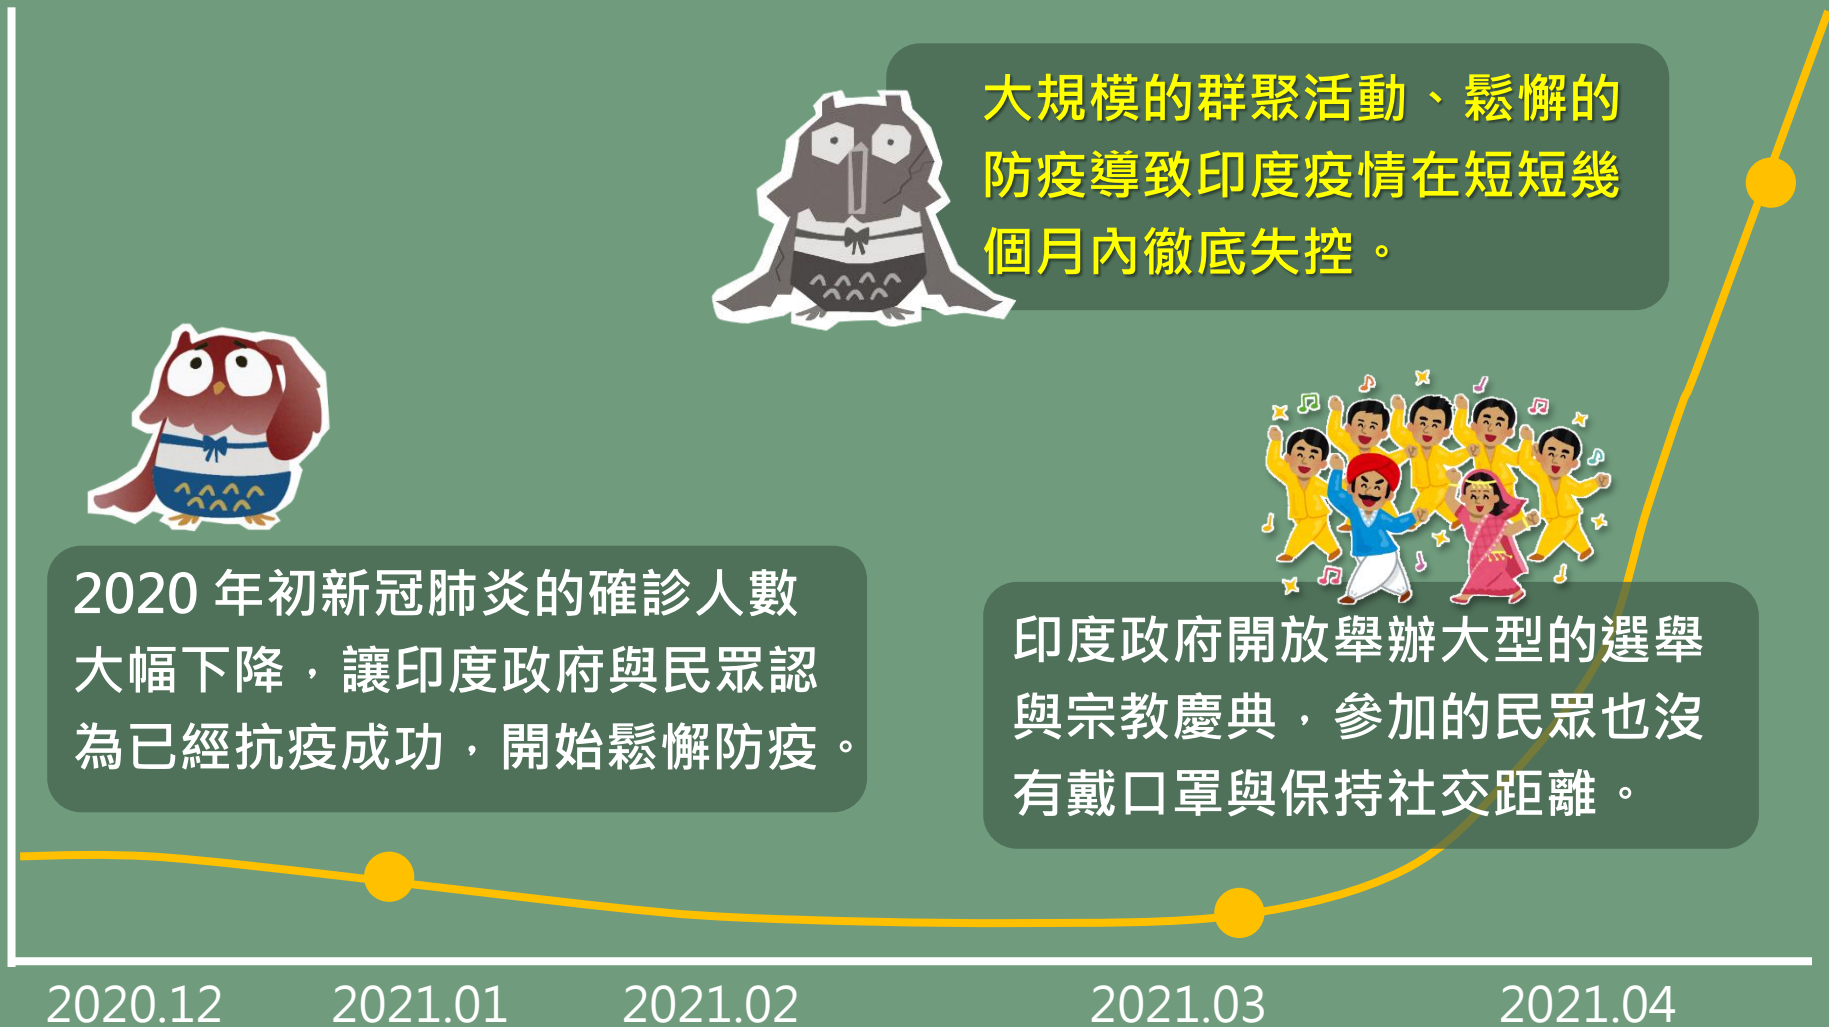 大規模的群聚活動、鬆懈的
防疫導致印度疫情在短短幾
個月內徹底失控。
2020 年初新冠肺炎的確診人數
大幅下降，讓印度政府與民眾認
為已經抗疫成功，開始鬆懈防疫。
印度政府開放舉辦大型的選舉
與宗教慶典，參加的民眾也沒
有戴口罩與保持社交距離。
2020.12 2021.01 2021.02 2021.03 2021.04